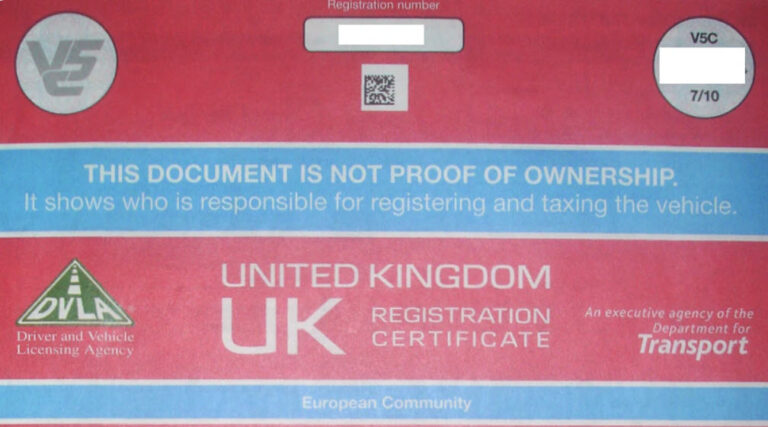 Registration number
V5C
V5C
7/10
THIS DOCUMENT IS NOT PROOF OF OWNERSHIP.
It shows who is responsible for registering and taxing the vehicle.
DVLA
Driver and Vehicle
Licensing Agency
UNITED KINGDOM
UK
REGISTRATION
CERTIFICATE
An executive agency of the
Department for
Transport
European Community